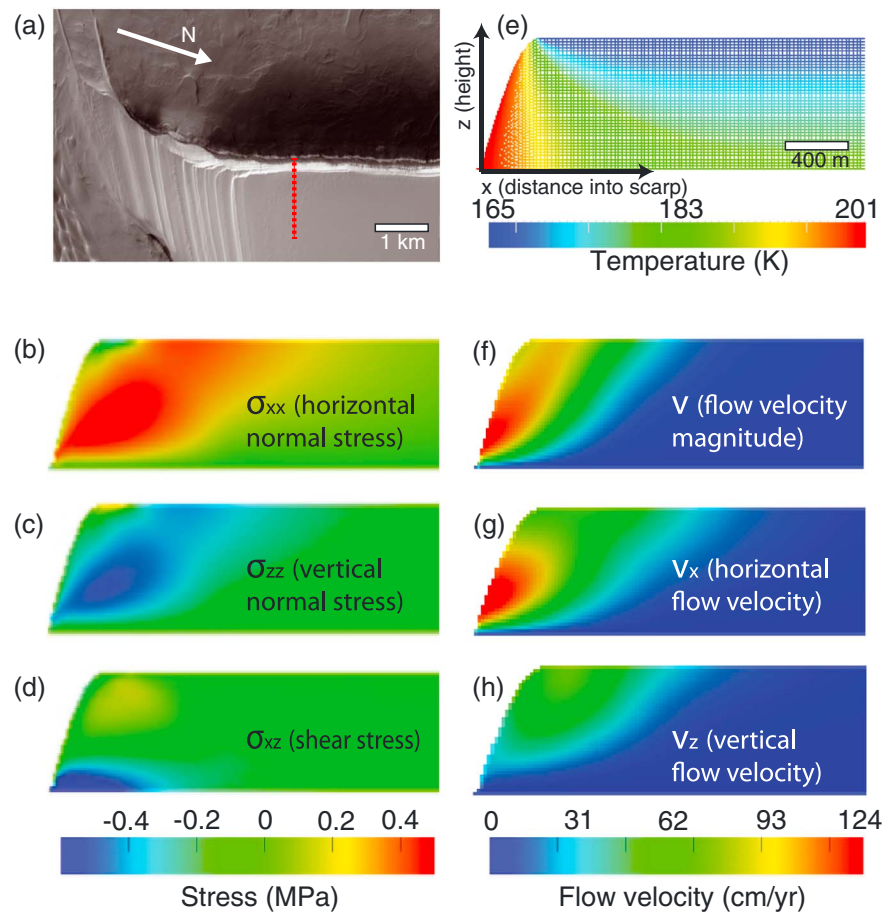 (a)
N
1 km
(e)
z (height)
x (distance into scarp)
400 m
165 183 201
Temperature (K)
(b)
σxx (horizontal
normal stress)
(c)
σzz (vertical
normal stress)
(d)
σxz (shear stress)
-0.4 -0.2 0 0.2 0.4
Stress (MPa)
(f)
v (flow velocity
magnitude)
(g)
vx (horizontal
flow velocity)
(h)
vz (vertical
flow velocity)
0 31 62 93 124
Flow velocity (cm/yr)